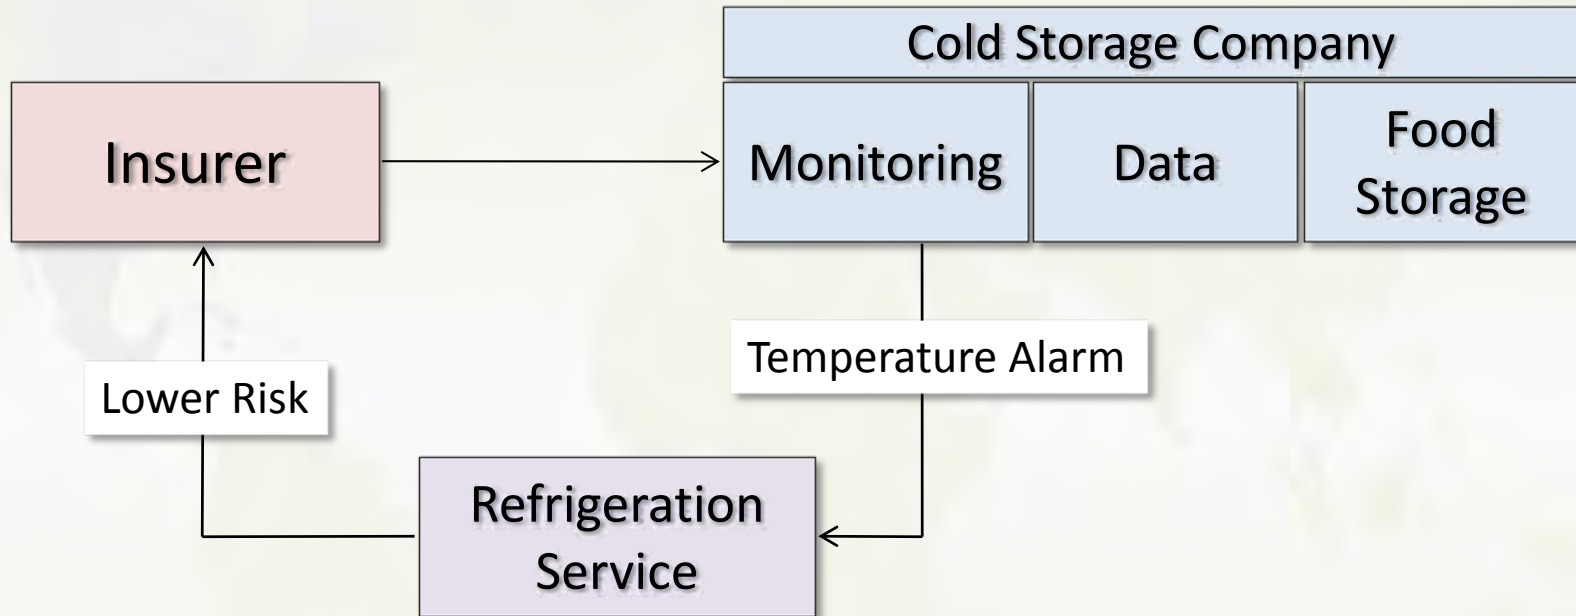 Cold Storage Company
Insurer
Monitoring
Data
Food
Storage
Temperature Alarm
Lower Risk
Refrigeration
Service